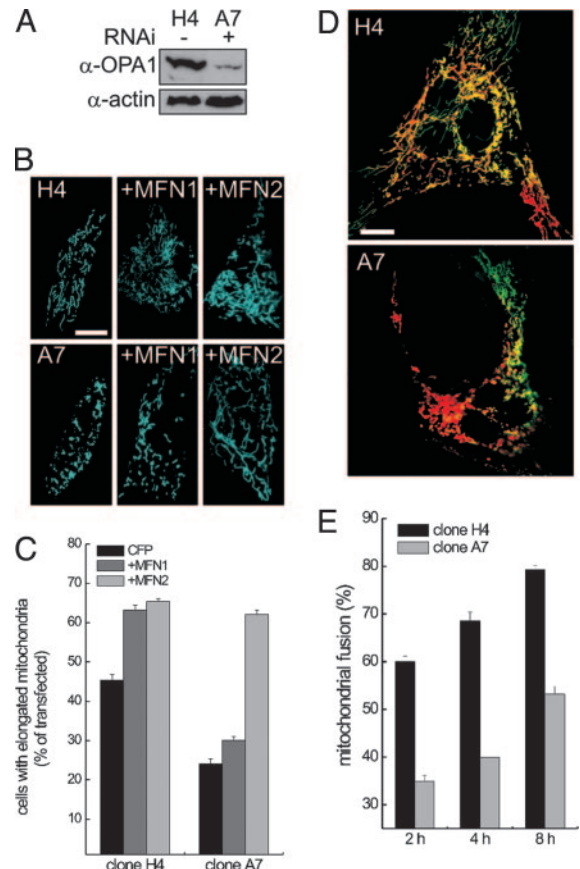 A
H4 A7
RNAi - +
α-OPA1
α-actin
B
H4 +MFN1 +MFN2
A7 +MFN1 +MFN2
C
CFP
+MFN1
+MFN2
cells with elongated mitochondria
(% of transfected)
80
70
60
50
40
30
20
10
clone H4 clone A7
D
H4
A7
E
clone H4
clone A7
mitochondrial fusion (%)
90
80
70
60
50
40
30
2 h 4 h 8 h